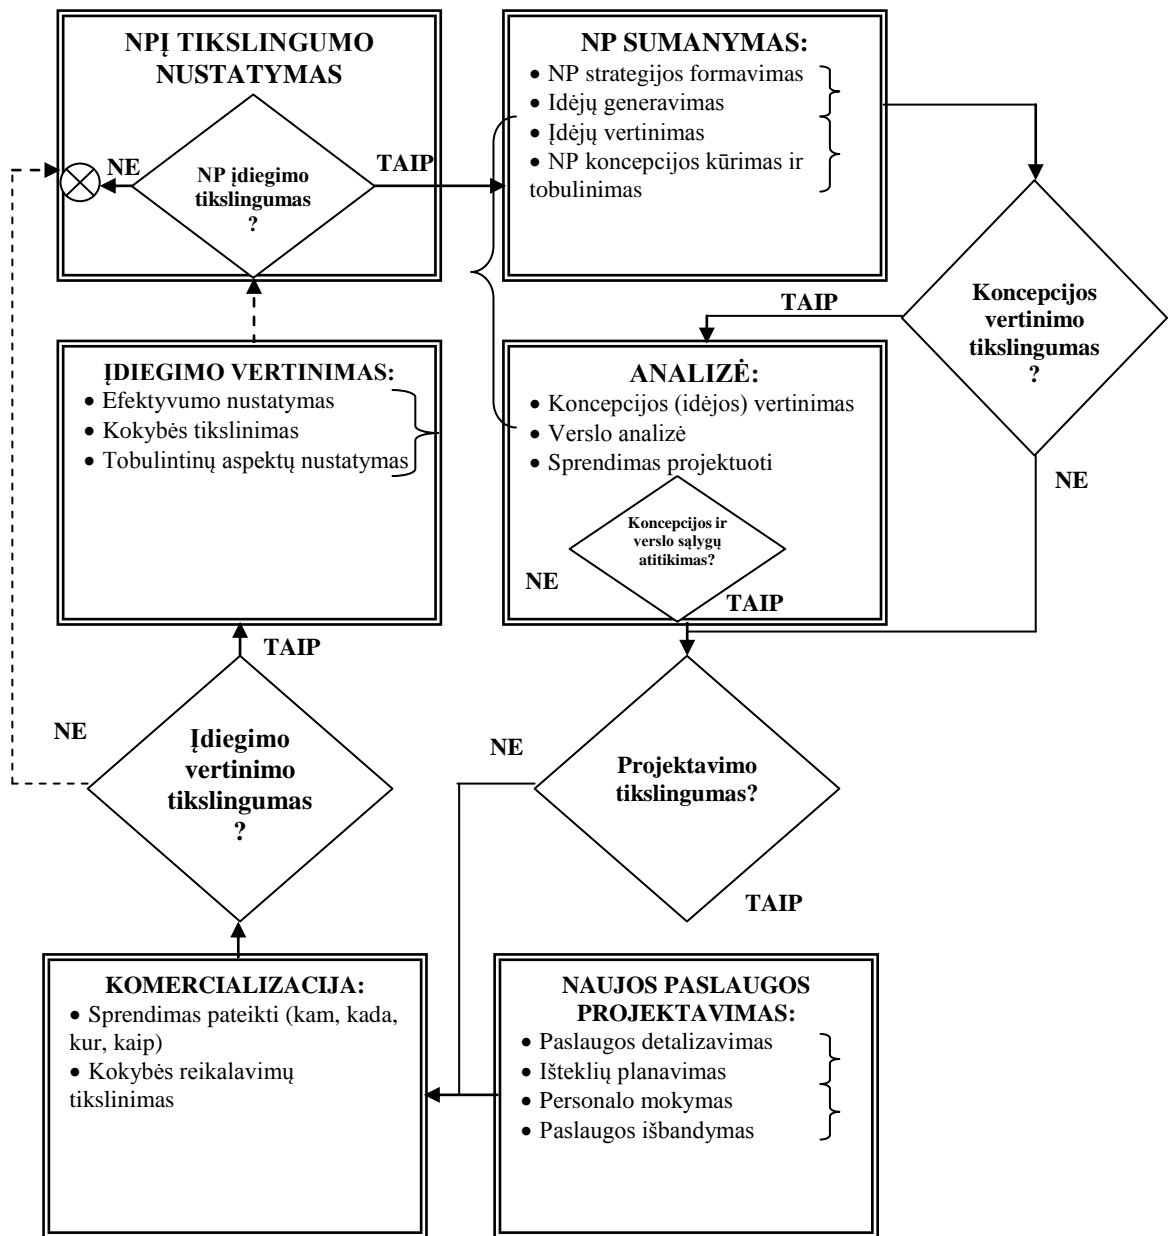 NPĮ TIKSLINGUMO
NUSTATYMAS
NE
TAIP
NP įdiegimo
tikslingumas
?
NP SUMANYMAS:
• NP strategijos formavimas
• Idėjų generavimas
• Įdėjų vertinimas
• NP koncepcijos kūrimas ir
tobulinimas
TAIP
Koncepcijos
vertinimo
tikslingumas
?
NE
ĮDIEGIMO VERTINIMAS:
• Efektyvumo nustatymas
• Kokybės tikslinimas
• Tobulintinų aspektų nustatymas
ANALIZĖ:
• Koncepcijos (idėjos) vertinimas
• Verslo analizė
• Sprendimas projektuoti
Koncepcijos ir
verslo sąlygų
atitikimas?
NE
TAIP
TAIP
NE
Įdiegimo
vertinimo
tikslingumas
?
NE
Projektavimo
tikslingumas?
TAIP
KOMERCIALIZACIJA:
• Sprendimas pateikti (kam, kada,
kur, kaip)
• Kokybės reikalavimų
tikslinimas
NAUJOS PASLAUGOS
PROJEKTAVIMAS:
• Paslaugos detalizavimas
• Išteklių planavimas
• Personalo mokymas
• Paslaugos išbandymas